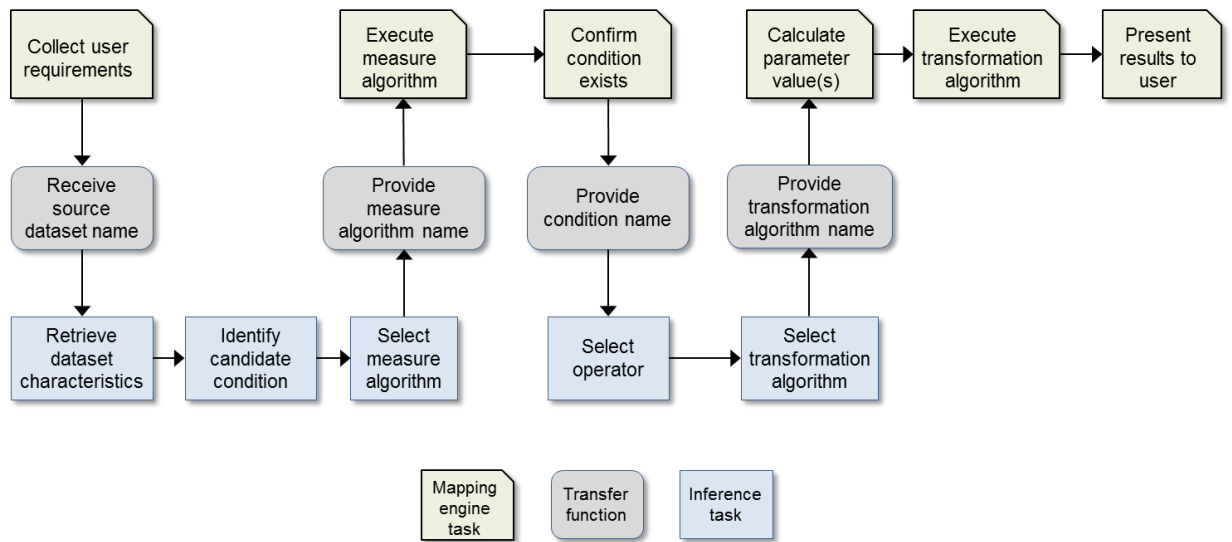 Collect user
requirements
Execute
measure
algorithm
Confirm
condition
exists
Calculate
parameter
value(s)
Execute
transformation
algorithm
Present
results to
user
Receive
source
dataset name
Provide
measure
algorithm name
Provide
condition name
Provide
transformation
algorithm name
Retrieve
dataset
characteristics
Identify
candidate
condition
Select
measure
algorithm
Select
operator
Select
transformation
algorithm
Mapping
engine
task
Transfer
function
Inference
task